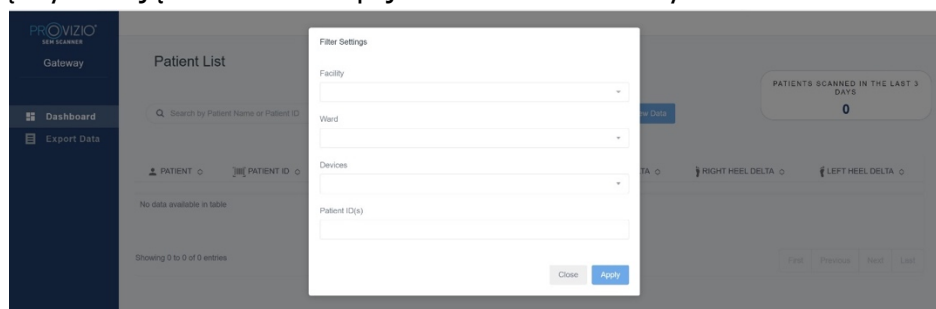 PROVIZIO
SEM SCANNER
Gateway
Dashboard
Export Data
Patient List
Search by Patient Name or Patient ID
PATIENT
PATIENT ID
No data available in table
Showing 0 to 0 of 0 entries
Filter Settings
Facility
Ward
Devices
Patient ID(s)
Close
Apply
Data
RIGHT HEEL DELTA
LEFT HEEL DELTA
PATIENTS SCANNED IN THE LAST 3
DAYS
0
First
Previous
Next
Last